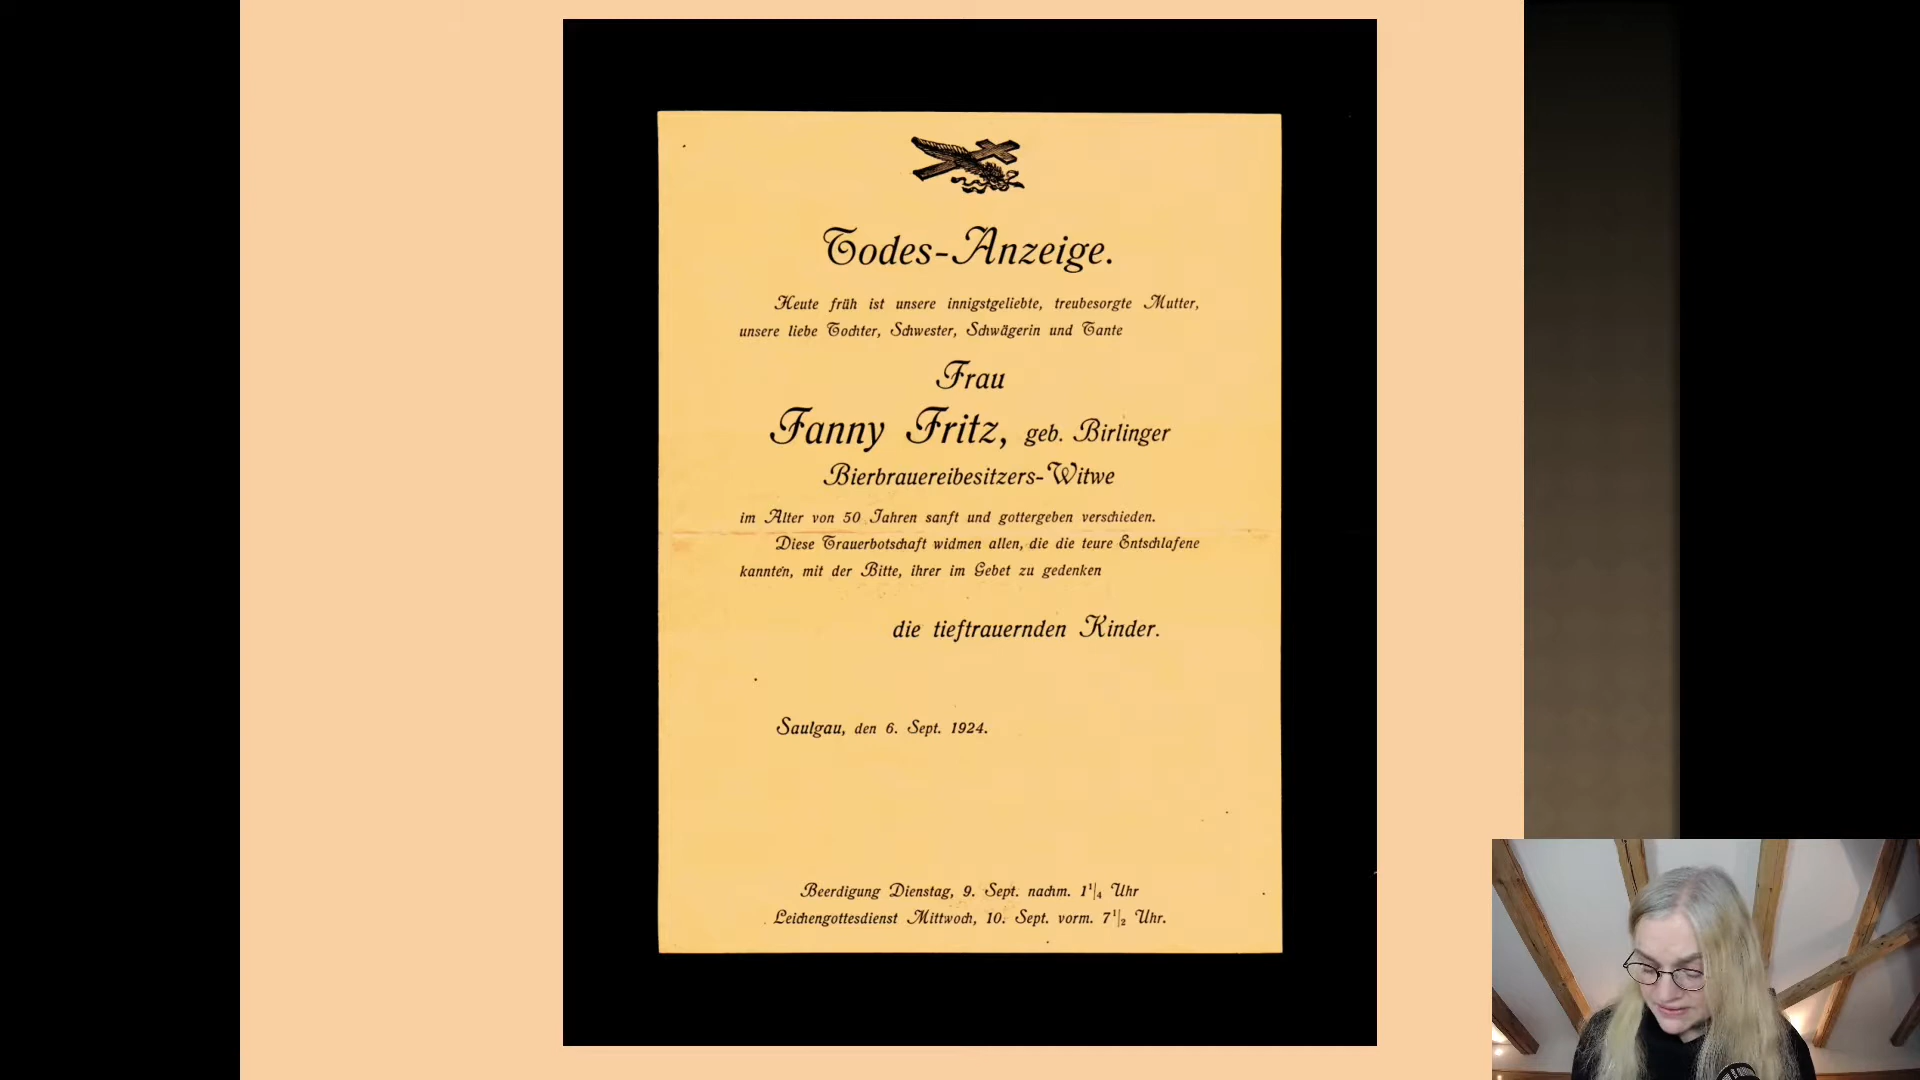 Todes-Anzeige.
Heute früh ist unsere innigstgeliebte, treubesorgte Mutter,
unsere liebe Tochter, Schwester, Schwägerin und Tante
Frau
Fanny Fritz, geb. Birlinger
Bierbrauereibesitzers-Witwe
im Alter von 50 Jahren sanft und gottergeben verschieden.
Diese Trauerbotschaft widmen allen, die die teure Entschlafene
kannten, mit der Bitte, ihrer im Gebet zu gedenken
die tieftrauernden Kinder.
Saulgau, den 6. Sept. 1924.
Beerdigung Dienstag, 9. Sept. nachm. 1¹|₄ Uhr
Leichengottesdienst Mittwoch, 10. Sept. vorm. 7¹|₂ Uhr.